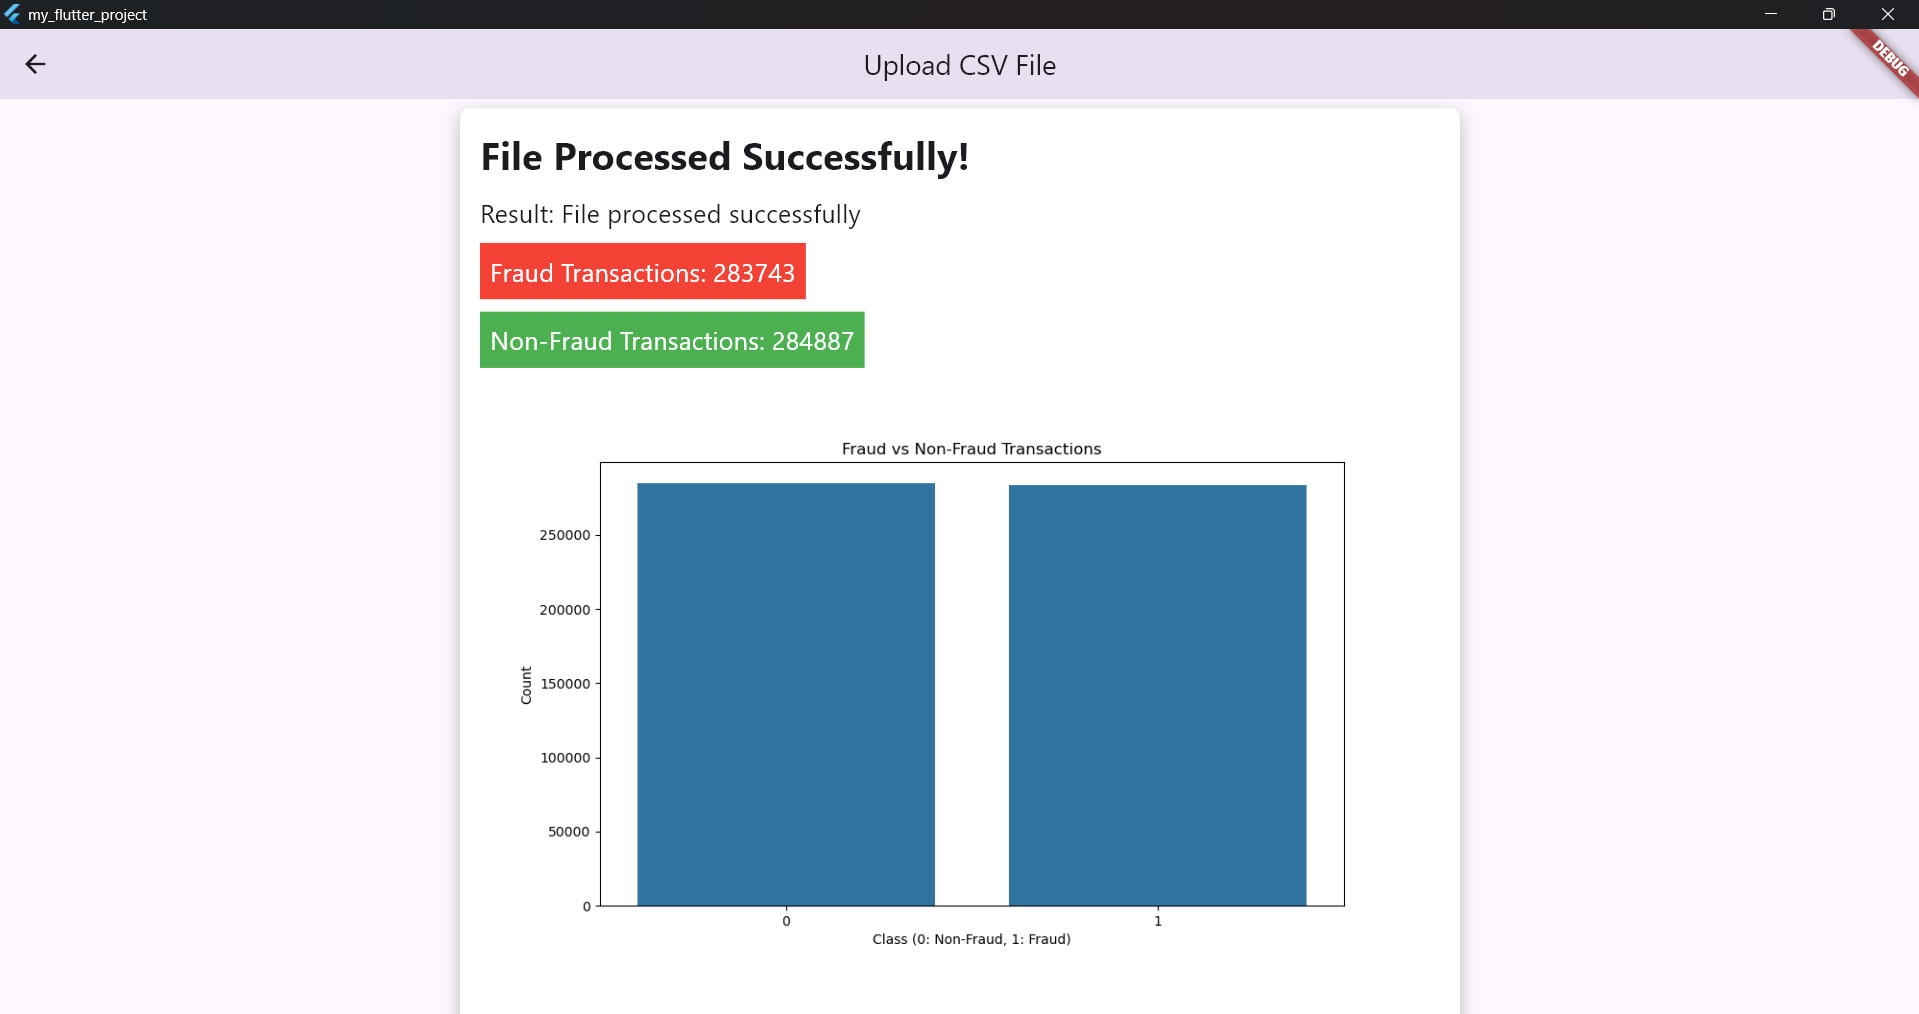 my_flutter_project
Upload CSV File
DEBUG
File Processed Successfully!
Result: File processed successfully
Fraud Transactions: 283743
Non-Fraud Transactions: 284887
Fraud vs Non-Fraud Transactions
250000
200000
150000
100000
50000
0
Count
0 1
Class (0: Non-Fraud, 1: Fraud)